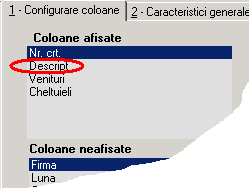 1 - Configurare coloane 2 - Caracteristici generale
Coloane afisate
Nr. crt.
Descript
Venituri
Cheltuieli
Coloane neafisate
Firma
Luna